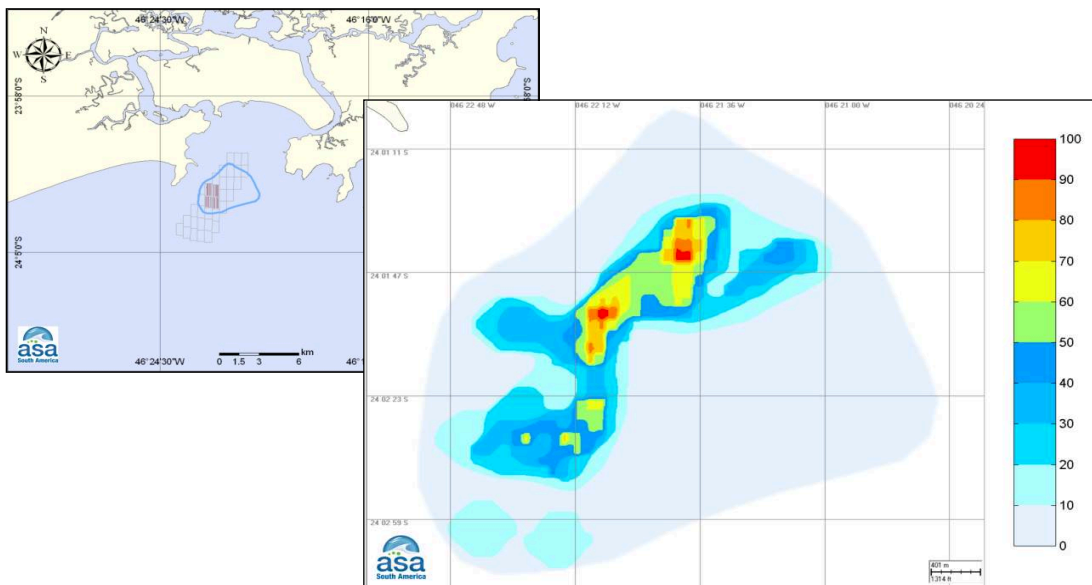 46°24'30"W
46°16'0"W
N
W
E
S
23°58'0"S
24°5'0"S
asa
South America
46°24'30"W
0 1.5 3 6
km
046 22 48 W
046 22 12 W
046 21 36 W
046 21 00 W
046 20 24
24 01 11 S
24 01 47 S
24 02 23 S
24 02 59 S
asa
South America
401 m
1314 ft
100
90
80
70
60
50
40
30
20
10
0